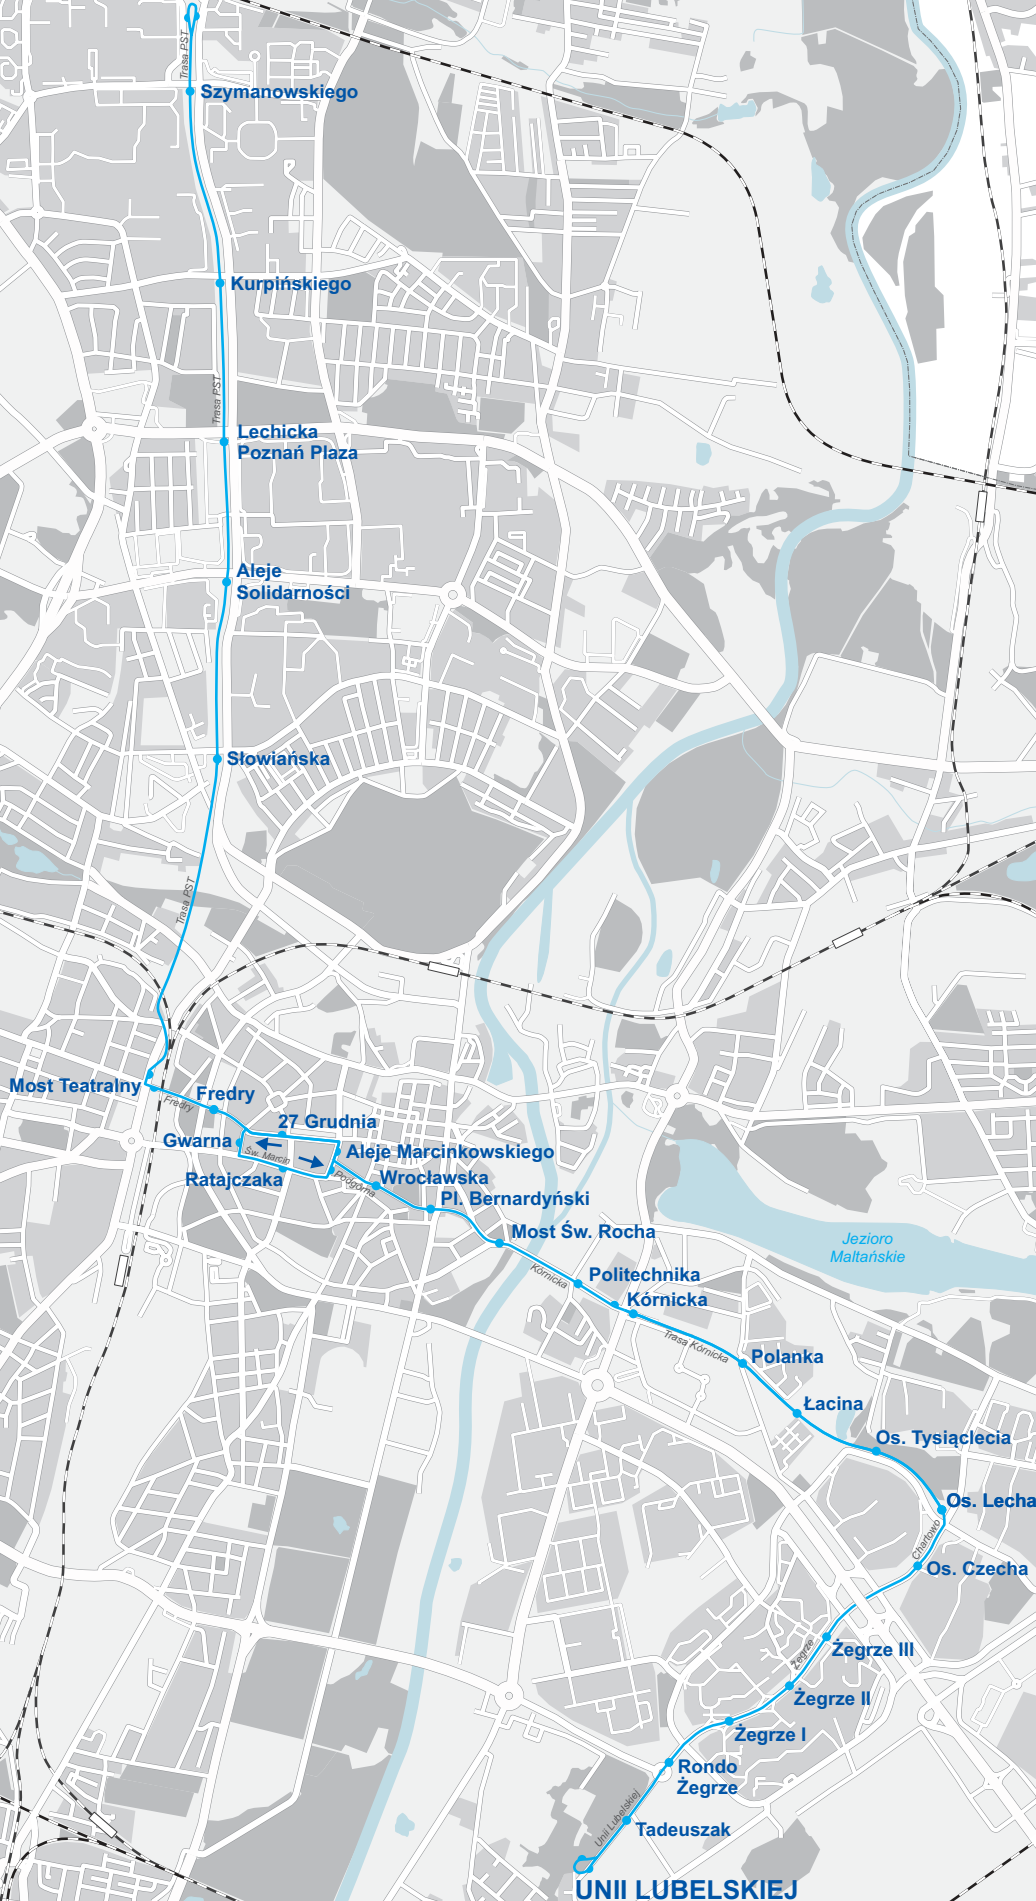 Trasa PST
Szymanowskiego
Kurpińskiego
Trasa PST
Lechicka
Poznań Plaza
Aleje
Solidarności
Słowiańska
Trasa PST
Most Teatralny
Fredry
Fredry
27 Grudnia
Gwarna
Św. Marcin
Aleje Marcinkowskiego
Ratajczaka
Podgórna
Wrocławska
Pl. Bernardyński
Most Św. Rocha
Jezioro
Maltańskie
Kórnicka
Politechnika
Kórnicka
Trasa Kórnicka
Polanka
Łacina
Os. Tysiąclecia
Os. Lecha
Chartowo
Os. Czecha
Żegrze
Żegrze III
Żegrze II
Żegrze I
Rondo
Żegrze
Unii Lubelskiej
Tadeuszak
UNII LUBELSKIEJ